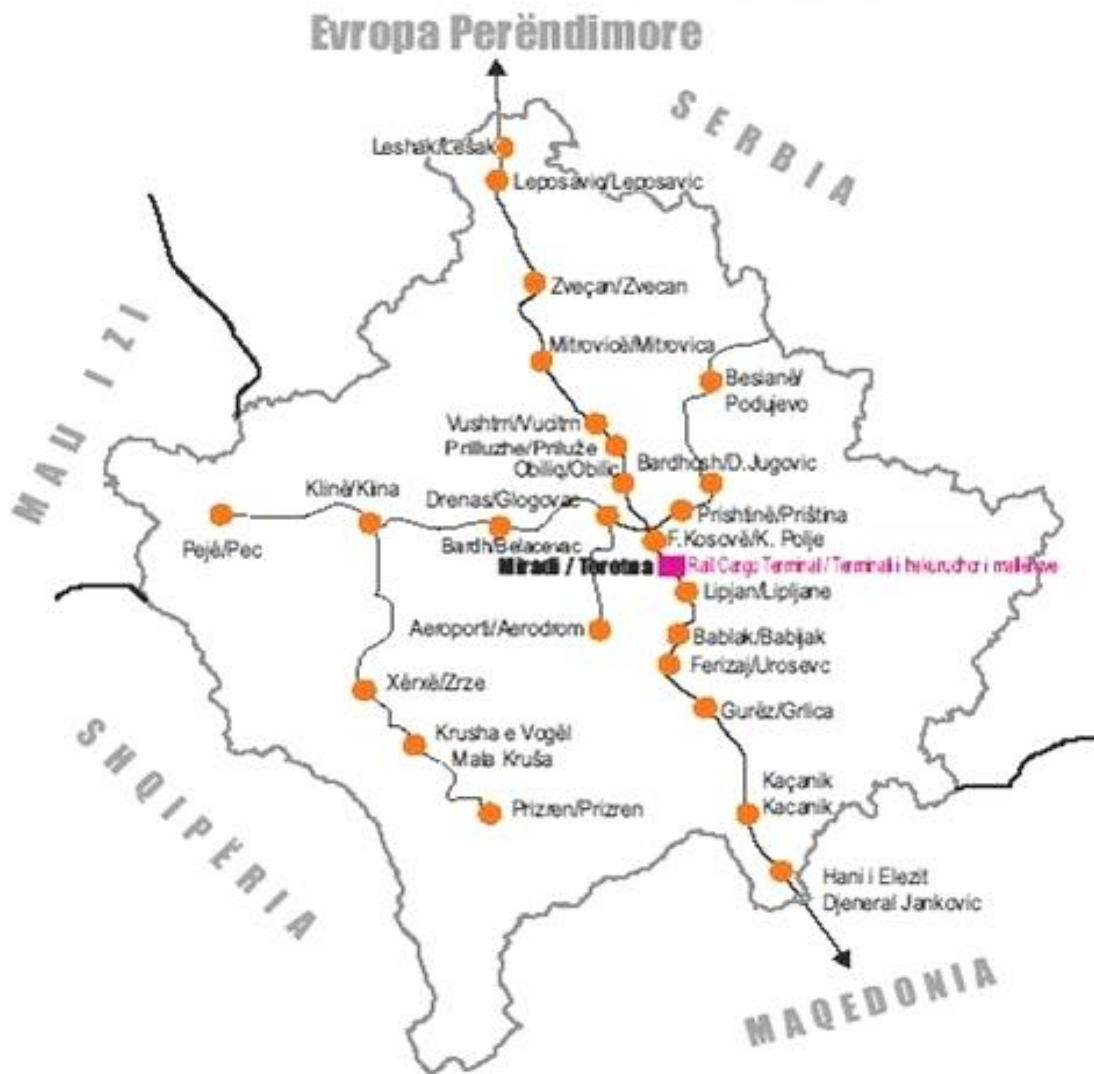 Evropa Perëndimore
SERBIA
Leshak/Lešak
Leposaviq/Leposavic
Zveçan/Zvecan
MALI I ZI
Mitrovicë/Mitrovica
Besianë/
Podujevo
Vushtrri/Vucitrn
Prilluzhe/Priluže
Obiliq/Obilic
Bardhosh/D.Jugovic
Klinë/Klina
Drenas/Glogovac
Prishtinë/Priština
Pejë/Pec
Bardh/Belacevac
F.Kosovë/K. Polje
Miradi / Toretna
Rail Cargo Terminal / Terminali hekurudhor i mallërave
Lipjan/Lipljane
Aeroporti/Aerodrom
Bablak/Babljak
Ferizaj/Urosevc
Xërxë/Zrze
Gurëz/Grlica
Krusha e Vogël
Mala Kruša
SHQIPËRIA
Kaçanik
Kacanik
Prizren/Prizren
Hani i Elezit
Djeneral Jankovic
MAQEDONIA